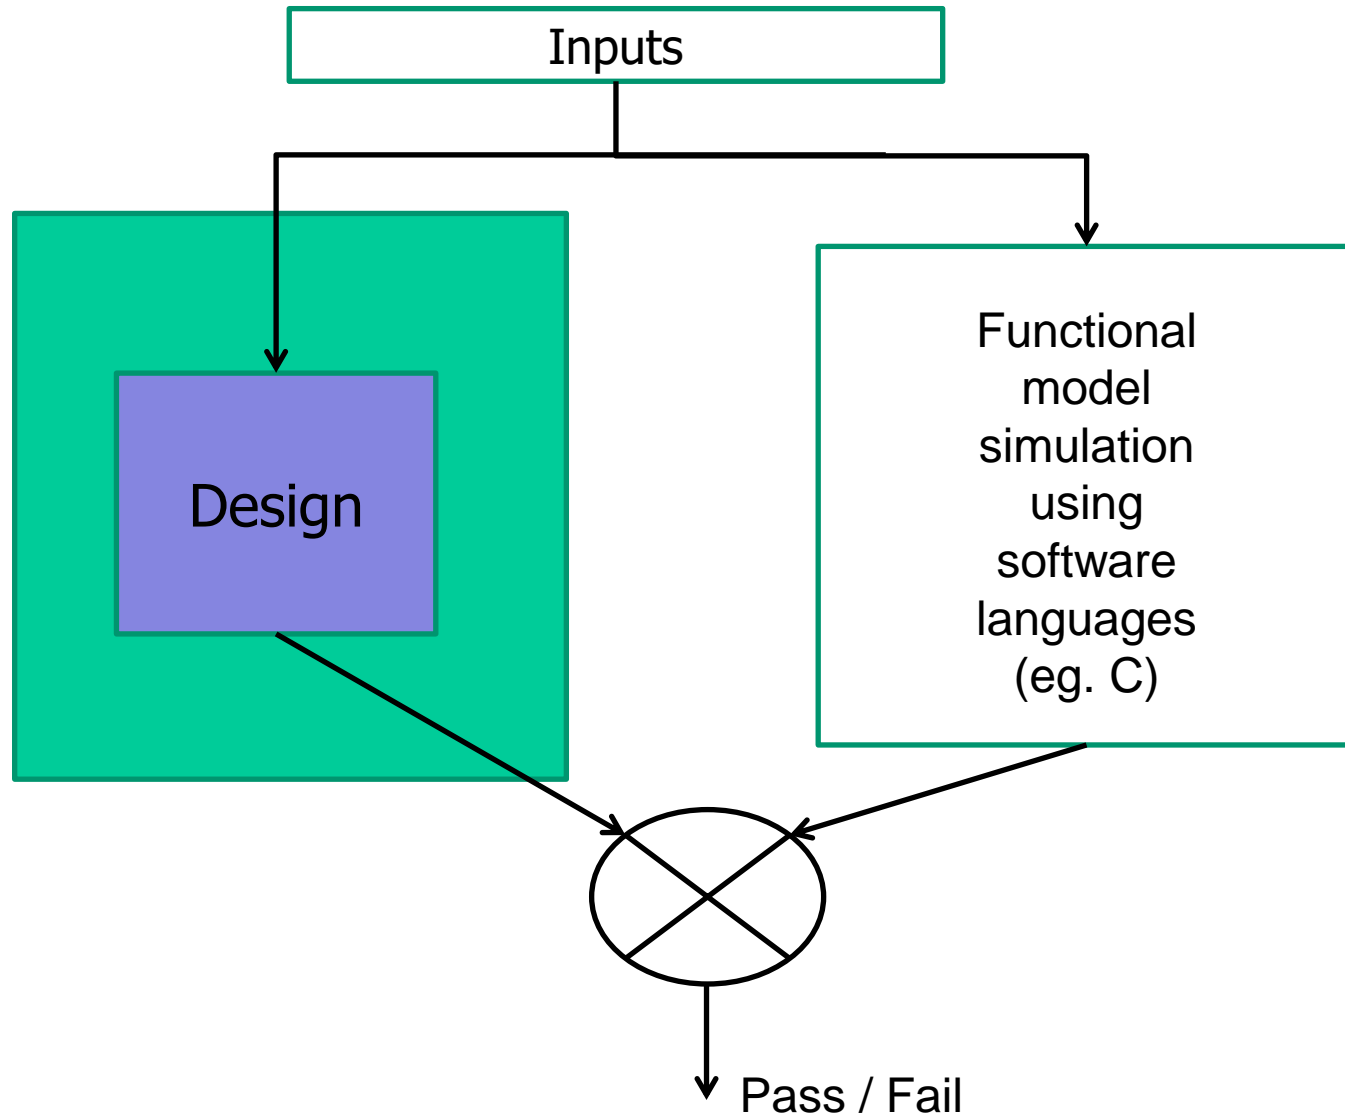 Inputs
Design
Functional
model
simulation
using
software
languages
(eg. C)
Pass / Fail